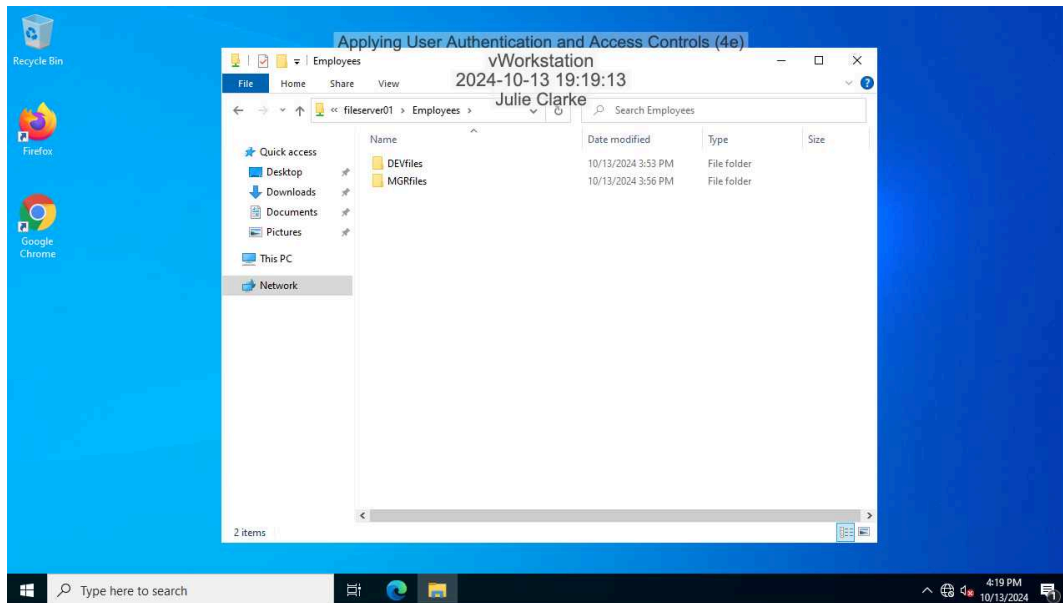 Recycle Bin
Firefox
Google
Chrome
Applying User Authentication and Access Controls (4e)
vWorkstation
2024-10-13 19:19:13
Julie Clarke
Employees
File Home Share View
fileserver01 Employees Search Employees
Name Date modified Type Size
Quick access
Desktop
Downloads
Documents
Pictures
This PC
Network
DEVfiles 10/13/2024 3:53 PM File folder
MGRfiles 10/13/2024 3:56 PM File folder
2 items
Type here to search
4:19 PM
10/13/2024